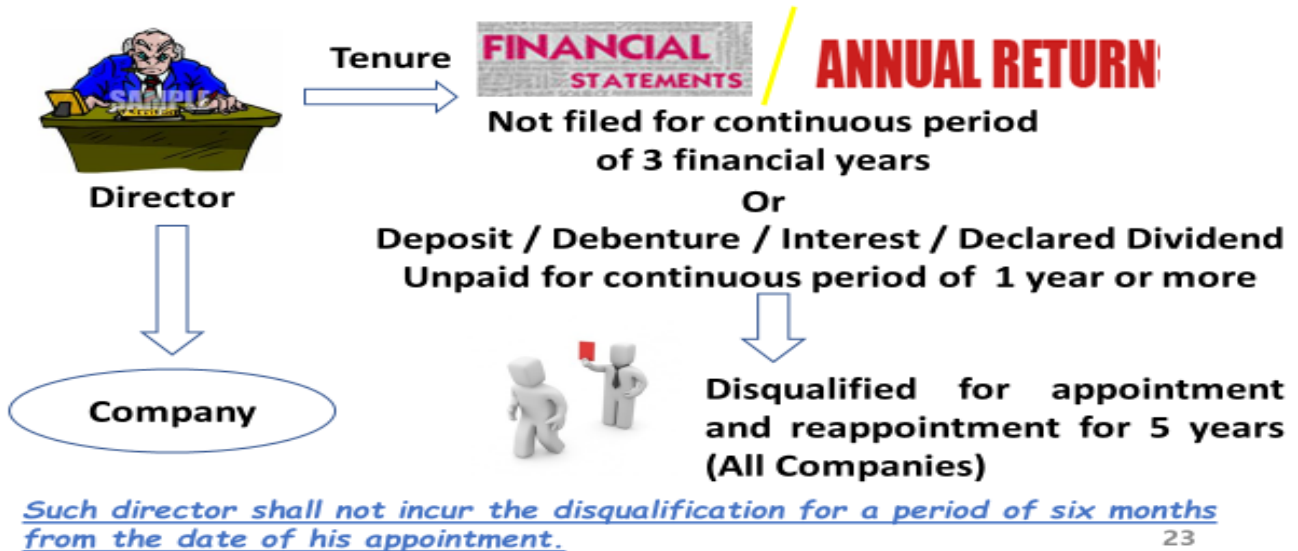 Tenure
FINANCIAL
STATEMENTS
ANNUAL RETURN
SAMPLE
Not filed for continuous period
of 3 financial years
Director
Or
Deposit / Debenture / Interest / Declared Dividend
Unpaid for continuous period of 1 year or more
Company
Disqualified for appointment
and reappointment for 5 years
(All Companies)
Such director shall not incur the disqualification for a period of six months
from the date of his appointment.
23